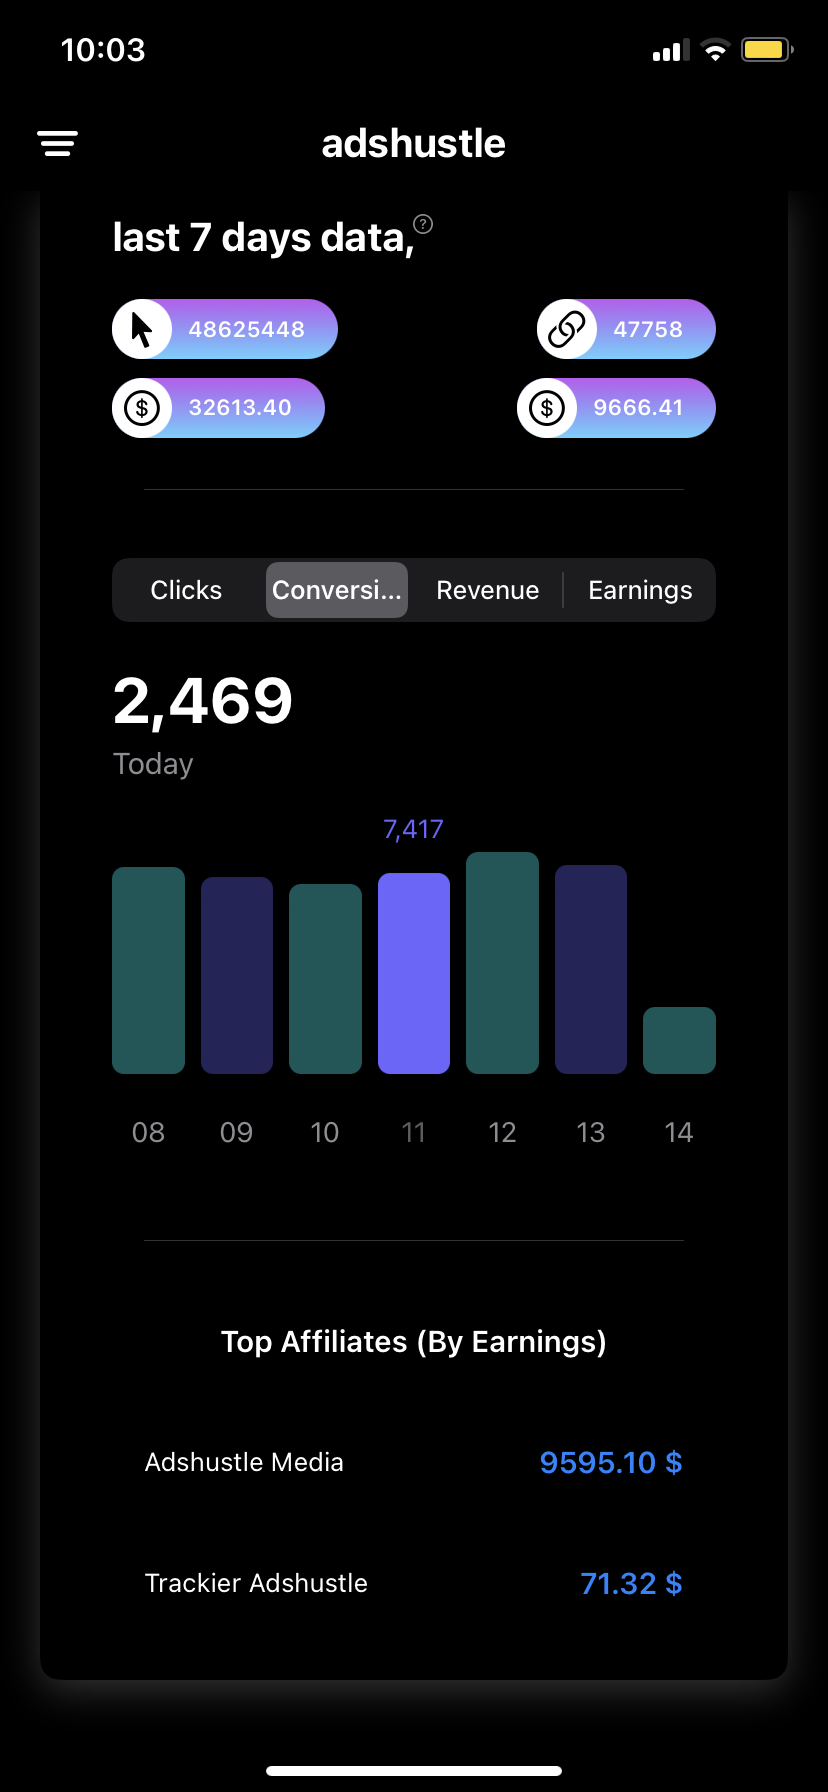 10:03
adshustle
last 7 days data,?
48625448 47758
$ 32613.40 $ 9666.41
Clicks Conversi... Revenue Earnings
2,469
Today
7,417
08 09 10 11 12 13 14
Top Affiliates (By Earnings)
Adshustle Media 9595.10 $
Trackier Adshustle 71.32 $